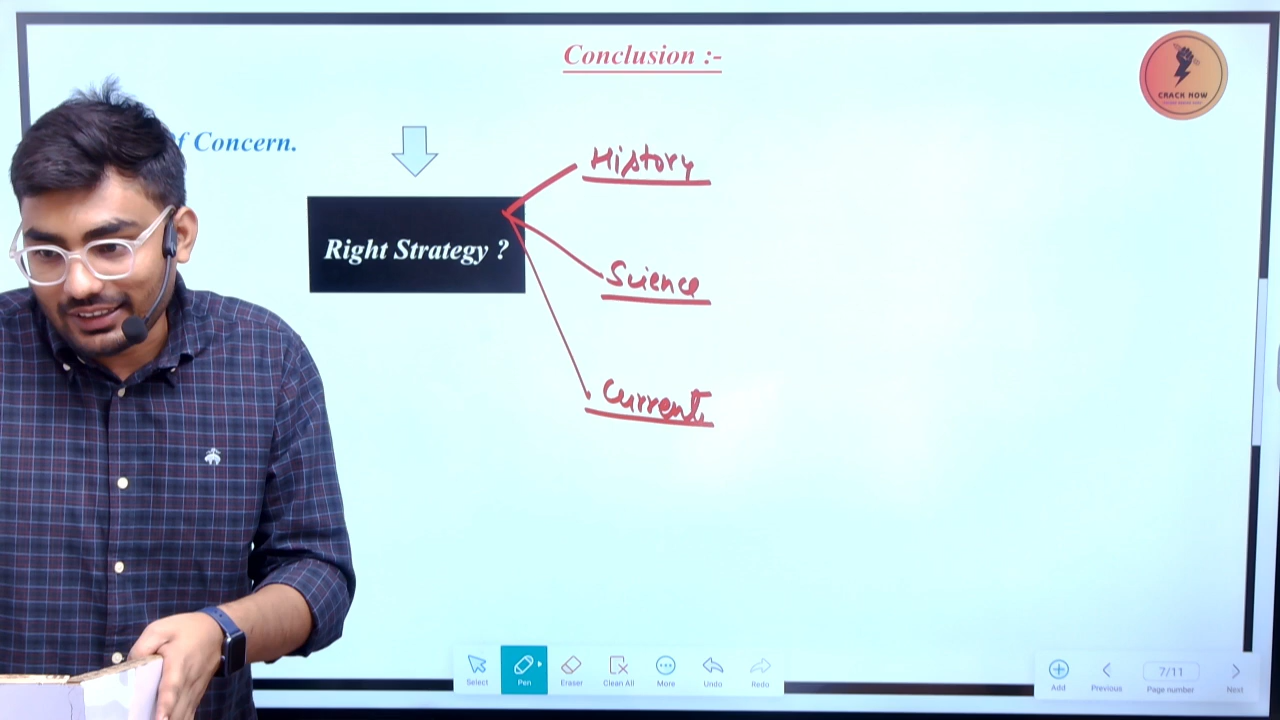 Conclusion :-
CRACK NOW
Concern.
Right Strategy ?
History
Science
Current
Select
Pen
Eraser
Clean All
More
Undo
Redo
Add
Previous
7/11
Page number
Next